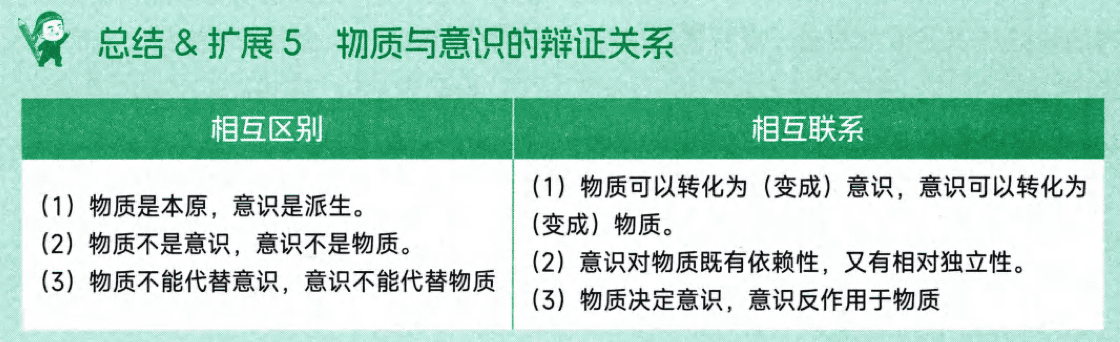 总结 & 扩展 5 物质与意识的辩证关系
相互区别
相互联系
(1) 物质是本原，意识是派生。
(2) 物质不是意识，意识不是物质。
(3) 物质不能代替意识，意识不能代替物质
(1) 物质可以转化为（变成）意识，意识可以转化为
（变成）物质。
(2) 意识对物质既有依赖性，又有相对独立性。
(3) 物质决定意识，意识反作用于物质